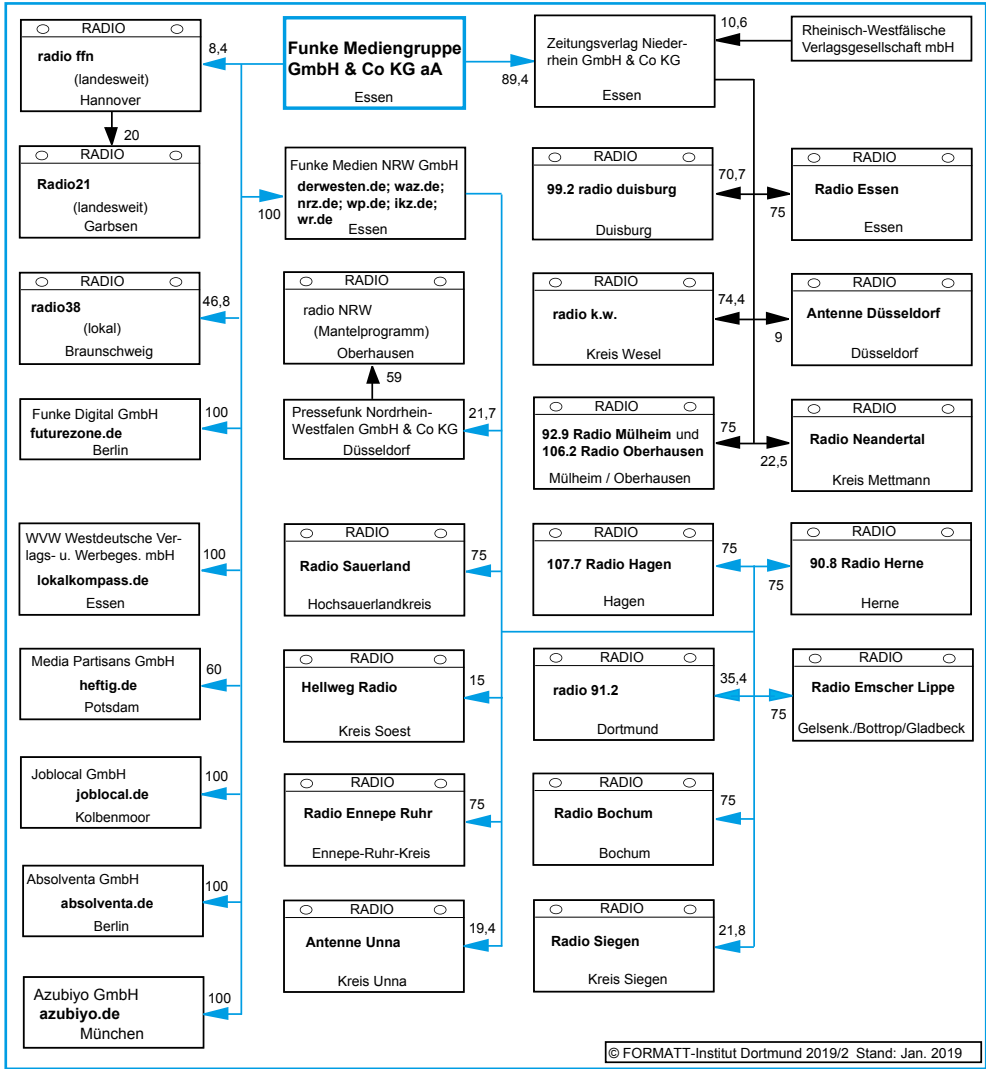 RADIO
radio ffn
(landesweit)
Hannover
8,4
20
RADIO
Radio21
(landesweit)
Garbsen
RADIO
radio38
(lokal)
Braunschweig
46,8
Funke Digital GmbH
futurezone.de
Berlin
100
WVW Westdeutsche Ver-
lags- u. Werbeges. mbH
lokalkompass.de
Essen
100
Media Partisans GmbH
heftig.de
Potsdam
60
Joblocal GmbH
joblocal.de
Kolbenmoor
100
Absolventa GmbH
absolventa.de
Berlin
100
Azubiyo GmbH
azubiyo.de
München
100
Funke Mediengruppe
GmbH & Co KG aA
Essen
89,4
Zeitungsverlag Nieder-
rhein GmbH & Co KG
Essen
10,6
Rheinisch-Westfälische
Verlagsgesellschaft mbH
100
Funke Medien NRW GmbH
derwesten.de; waz.de;
nrz.de; wp.de; ikz.de;
wr.de
Essen
RADIO
radio NRW
(Mantelprogramm)
Oberhausen
59
Pressefunk Nordrhein-
Westfalen GmbH & Co KG
Düsseldorf
21,7
RADIO
Radio Sauerland
Hochsauerlandkreis
75
RADIO
Hellweg Radio
Kreis Soest
15
RADIO
Radio Ennepe Ruhr
Ennepe-Ruhr-Kreis
75
RADIO
Antenne Unna
Kreis Unna
19,4
RADIO
99.2 radio duisburg
Duisburg
70,7
75
RADIO
Radio Essen
Essen
RADIO
radio k.w.
Kreis Wesel
74,4
9
RADIO
Antenne Düsseldorf
Düsseldorf
RADIO
92.9 Radio Mülheim und
106.2 Radio Oberhausen
Mülheim / Oberhausen
75
22,5
RADIO
Radio Neandertal
Kreis Mettmann
RADIO
107.7 Radio Hagen
Hagen
75
75
RADIO
90.8 Radio Herne
Herne
RADIO
radio 91.2
Dortmund
35,4
75
RADIO
Radio Emscher Lippe
Gelsenk./Bottrop/Gladbeck
RADIO
Radio Bochum
Bochum
75
RADIO
Radio Siegen
Kreis Siegen
21,8
© FORMATT-Institut Dortmund 2019/2 Stand: Jan. 2019